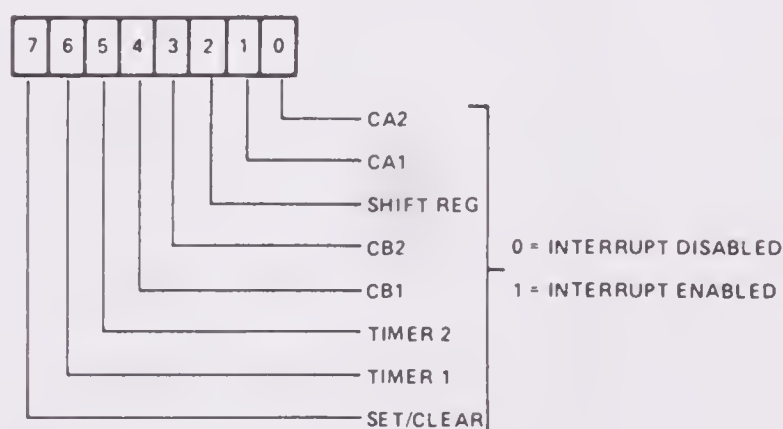 7 6 5 4 3 2 1 0
CA2
CA1
SHIFT REG
CB2
CB1
TIMER 2
TIMER 1
SET/CLEAR
0 = INTERRUPT DISABLED
1 = INTERRUPT ENABLED